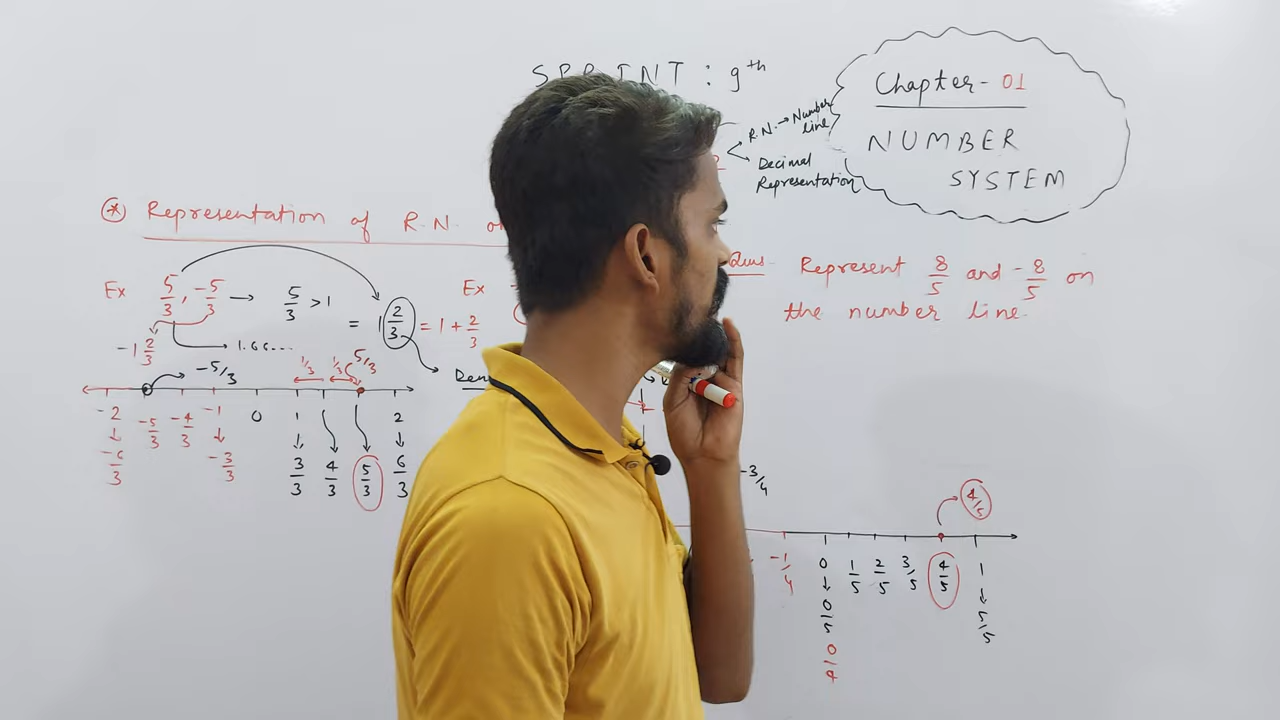 SPRINT : 9th
Chapter - 01
NUMBER
SYSTEM
R.N. → Number
line
Decimal
Representation
* Representation of R.N. on
Ex 5/3, -5/3 → 5/3 > 1
= 1 2/3 = 1 + 2/3
-1 2/3
1.66...
-5/3
1/3 1/3 5/3
-2 -5/3 -4/3 -1 0 1 4/3 5/3 2
-6/3 -3/3 3/3 6/3
Ex
Represent 8/5 and -8/5 on
the number line.
-3/4
4/5
-1/4 0 1/5 2/5 3/5 4/5 1
0/5 5/5
0/4